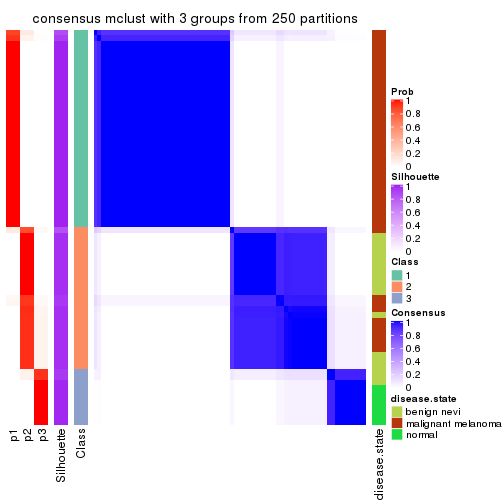 consensus mclust with 3 groups from 250 partitions
Prob
1
0.8
0.6
0.4
0.2
0
Silhouette
1
0.8
0.6
0.4
0.2
0
Class
1
2
3
Consensus
1
0.8
0.6
0.4
0.2
0
disease.state
benign nevi
malignant melanoma
normal
p1
p2
p3
Silhouette
Class
disease.state